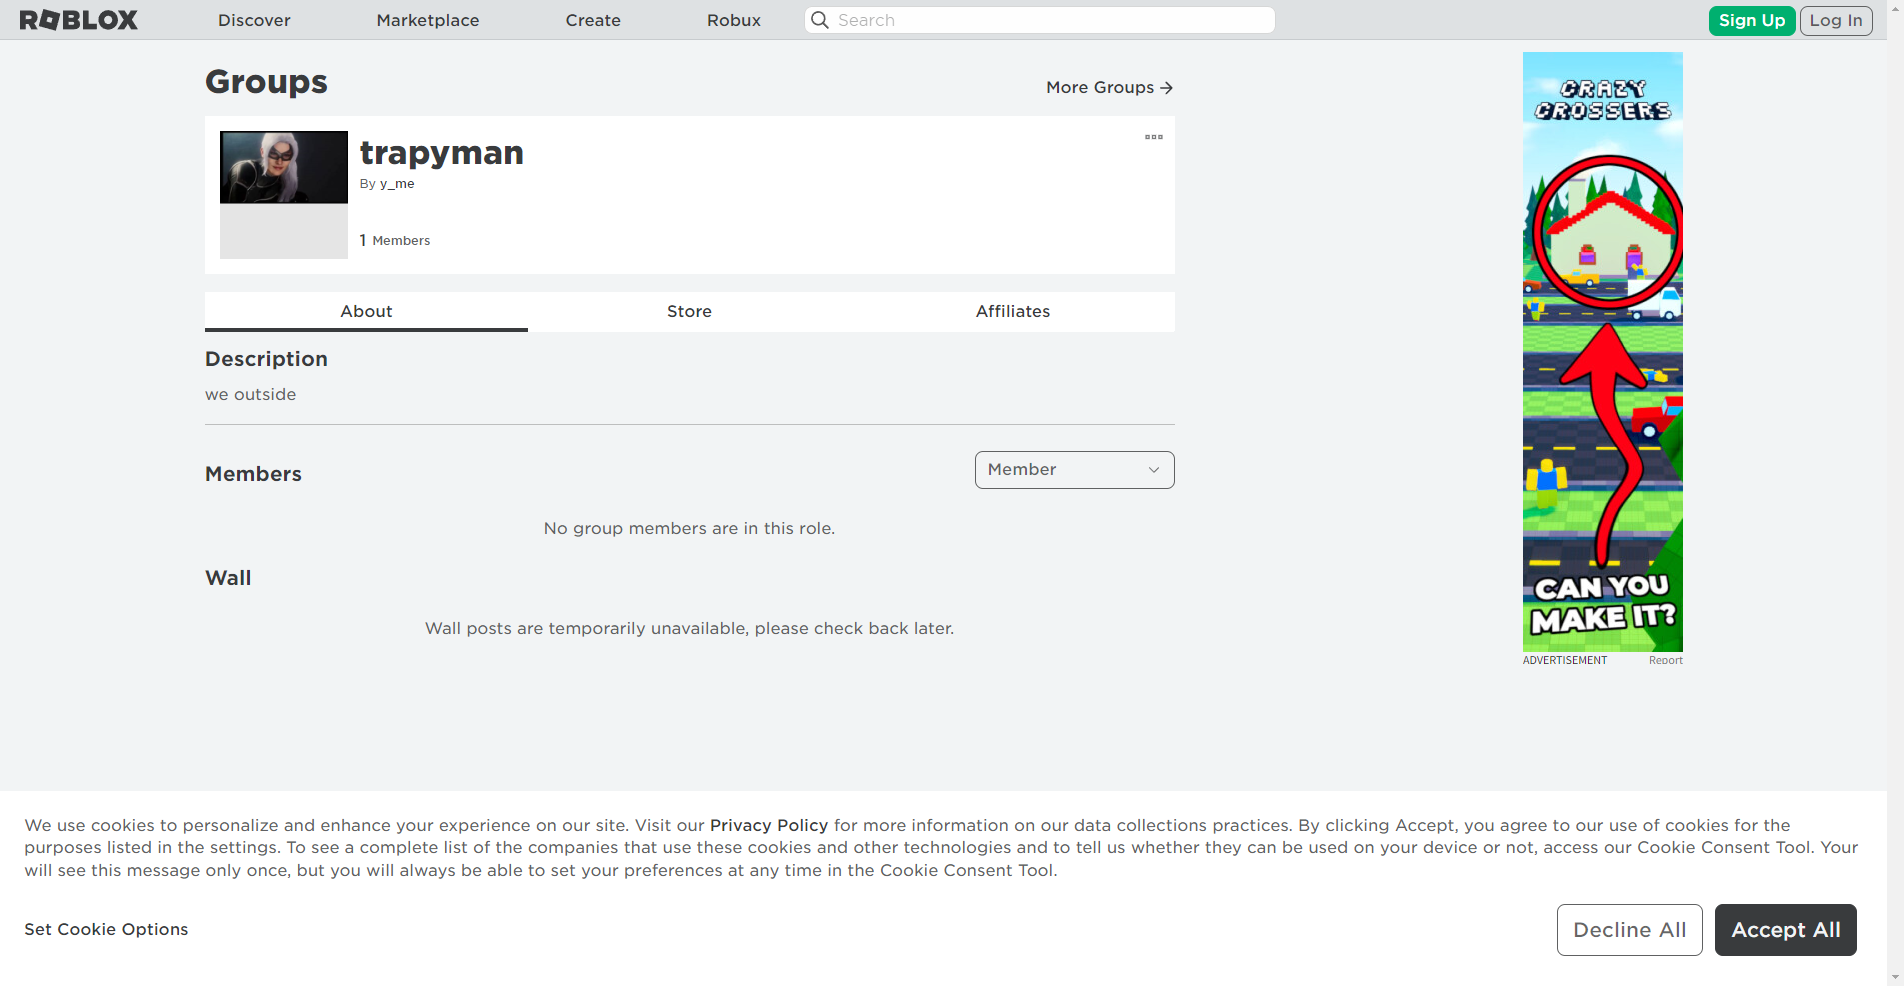 ROBLOX
Discover
Marketplace
Create
Robux
Search
Sign Up
Log In
Groups
More Groups
trapyman
By y_me
1 Members
About
Store
Affiliates
Description
we outside
Members
Member
No group members are in this role.
Wall
Wall posts are temporarily unavailable, please check back later.
CRAZY
CROSSERS
CAN YOU
MAKE IT?
ADVERTISEMENT
Report
We use cookies to personalize and enhance your experience on our site. Visit our Privacy Policy for more information on our data collections practices. By clicking Accept, you agree to our use of cookies for the
purposes listed in the settings. To see a complete list of the companies that use these cookies and other technologies and to tell us whether they can be used on your device or not, access our Cookie Consent Tool. Your
will see this message only once, but you will always be able to set your preferences at any time in the Cookie Consent Tool.
Set Cookie Options
Decline All
Accept All